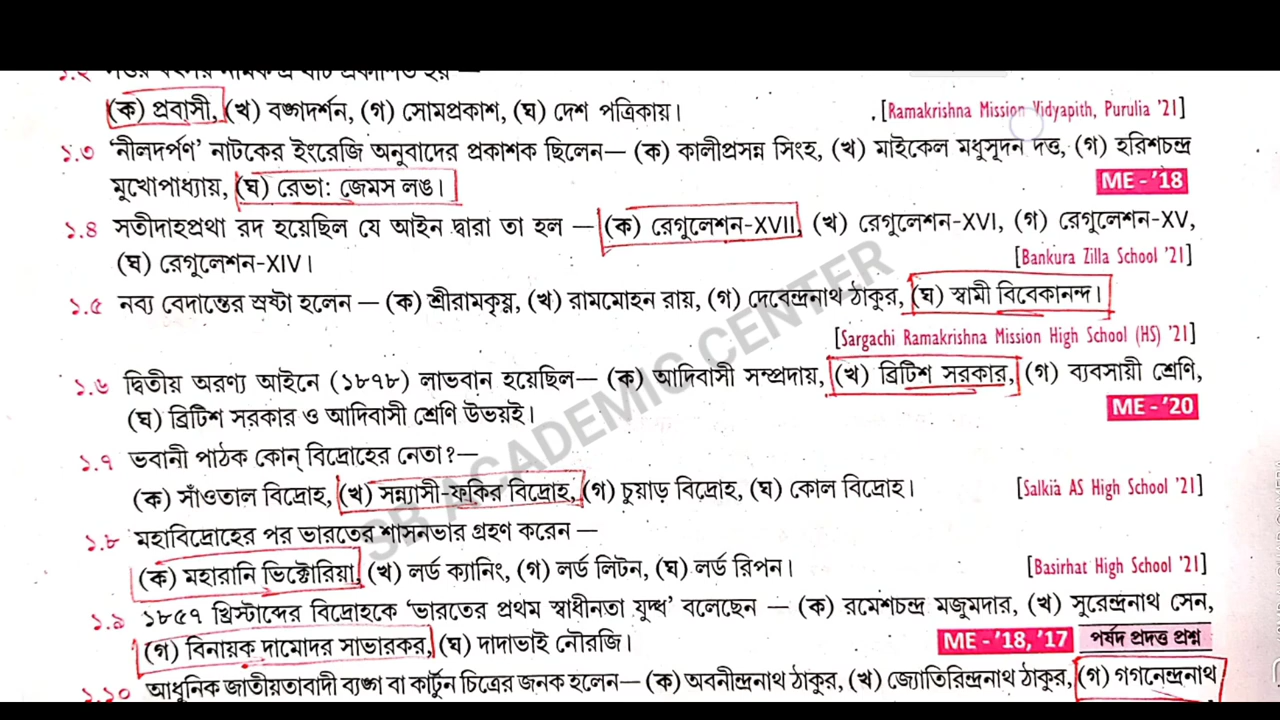 (ক) প্রবাসী, (খ) বঙ্গদর্শন, (গ) সোমপ্রকাশ, (ঘ) দেশ পত্রিকায়। [Ramakrishna Mission Vidyapith, Purulia '21]
১.৩ 'নীলদর্পণ' নাটকের ইংরেজি অনুবাদের প্রকাশক ছিলেন— (ক) কালীপ্রসন্ন সিংহ, (খ) মাইকেল মধুসূদন দত্ত, (গ) হরিশচন্দ্র
মুখোপাধ্যায়, (ঘ) রেভা: জেমস লঙ। ME - '18
১.৪ সতীদাহপ্রথা রদ হয়েছিল যে আইন দ্বারা তা হল — (ক) রেগুলেশন-XVII, (খ) রেগুলেশন-XVI, (গ) রেগুলেশন-XV,
(ঘ) রেগুলেশন-XIV। [Bankura Zilla School '21]
১.৫ নব্য বেদান্তের স্রষ্টা হলেন — (ক) শ্রীরামকৃষ্ণ, (খ) রামমোহন রায়, (গ) দেবেন্দ্রনাথ ঠাকুর, (ঘ) স্বামী বিবেকানন্দ।
[Sargachi Ramakrishna Mission High School (HS) '21]
১.৬ দ্বিতীয় অরণ্য আইনে (১৮৭৮) লাভবান হয়েছিল— (ক) আদিবাসী সম্প্রদায়, (খ) ব্রিটিশ সরকার, (গ) ব্যবসায়ী শ্রেণি,
(ঘ) ব্রিটিশ সরকার ও আদিবাসী শ্রেণি উভয়ই। ME - '20
১.৭ ভবানী পাঠক কোন্ বিদ্রোহের নেতা?—
(ক) সাঁওতাল বিদ্রোহ, (খ) সন্ন্যাসী-ফকির বিদ্রোহ, (গ) চুয়াড় বিদ্রোহ, (ঘ) কোল বিদ্রোহ। [Salkia AS High School '21]
১.৮ মহাবিদ্রোহের পর ভারতের শাসনভার গ্রহণ করেন —
(ক) মহারানি ভিক্টোরিয়া, (খ) লর্ড ক্যানিং, (গ) লর্ড লিটন, (ঘ) লর্ড রিপন। [Basirhat High School '21]
১.৯ ১৮৫৭ খ্রিস্টাব্দের বিদ্রোহকে 'ভারতের প্রথম স্বাধীনতা যুদ্ধ' বলেছেন — (ক) রমেশচন্দ্র মজুমদার, (খ) সুরেন্দ্রনাথ সেন,
(গ) বিনায়ক দামোদর সাভারকর, (ঘ) দাদাভাই নৌরজি। ME - '18, '17 পর্ষদ প্রদত্ত প্রশ্ন
১.১০ আধুনিক জাতীয়তাবাদী ব্যঙ্গ বা কার্টুন চিত্রের জনক হলেন— (ক) অবনীন্দ্রনাথ ঠাকুর, (খ) জ্যোতিরিন্দ্রনাথ ঠাকুর, (গ) গগনেন্দ্রনাথ
SB ACADEMIC CENTER